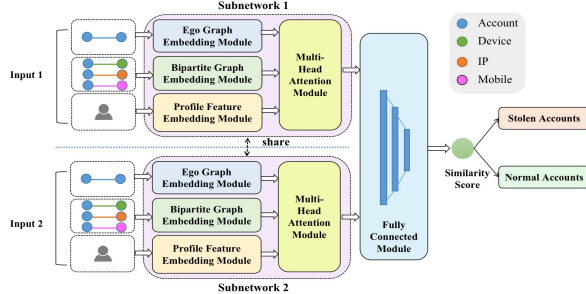 Subnetwork 1
Input 1
Ego Graph
Embedding Module
Bipartite Graph
Embedding Module
Profile Feature
Embedding Module
Multi-
Head
Attention
Module
share
Input 2
Ego Graph
Embedding Module
Bipartite Graph
Embedding Module
Profile Feature
Embedding Module
Multi-
Head
Attention
Module
Subnetwork 2
Fully
Connected
Module
Account
Device
IP
Mobile
Similarity
Score
Stolen Accounts
Normal Accounts